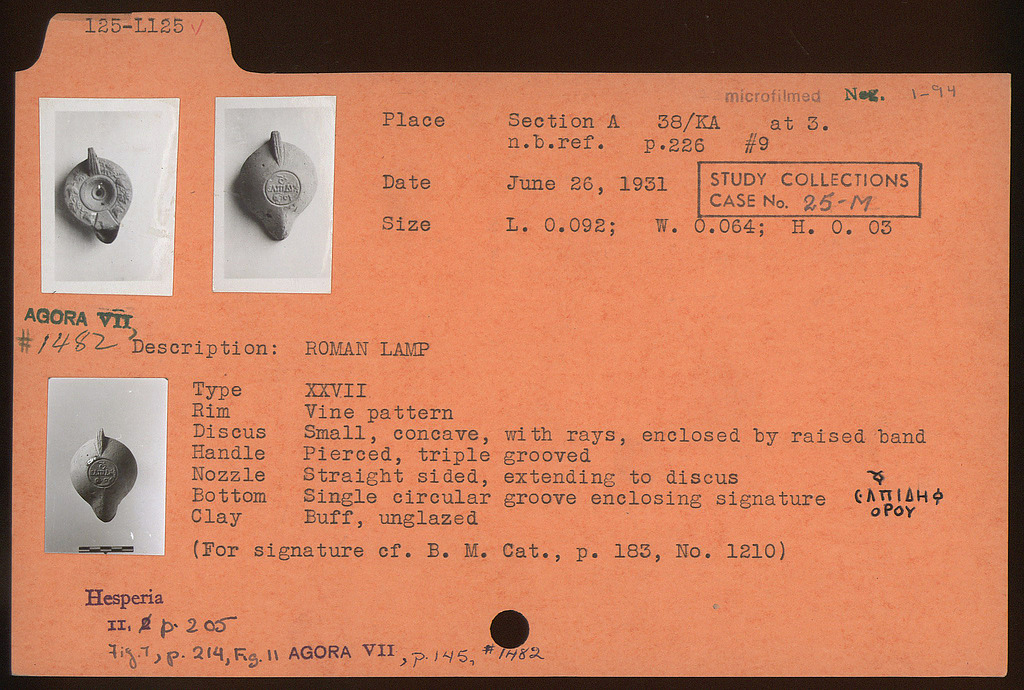 125-L125 √
microfilmed Neg. 1-94
Place Section A 38/KA at 3.
n.b.ref. p.226 #9
Date June 26, 1931
STUDY COLLECTIONS
CASE No. 25-M
Size L. 0.092; W. 0.064; H. 0. 03
AGORA VII,
#1482
Description: ROMAN LAMP
Type XXVII
Rim Vine pattern
Discus Small, concave, with rays, enclosed by raised band
Handle Pierced, triple grooved
Nozzle Straight sided, extending to discus
Bottom Single circular groove enclosing signature
ϵΛΠΙΔΗΦ
ΟΡΟΥ
Clay Buff, unglazed
(For signature cf. B. M. Cat., p. 183, No. 1210)
Hesperia
II. 2 p. 205
Fig. 7, p. 214, Fig. 11 AGORA VII, p. 145, #1482